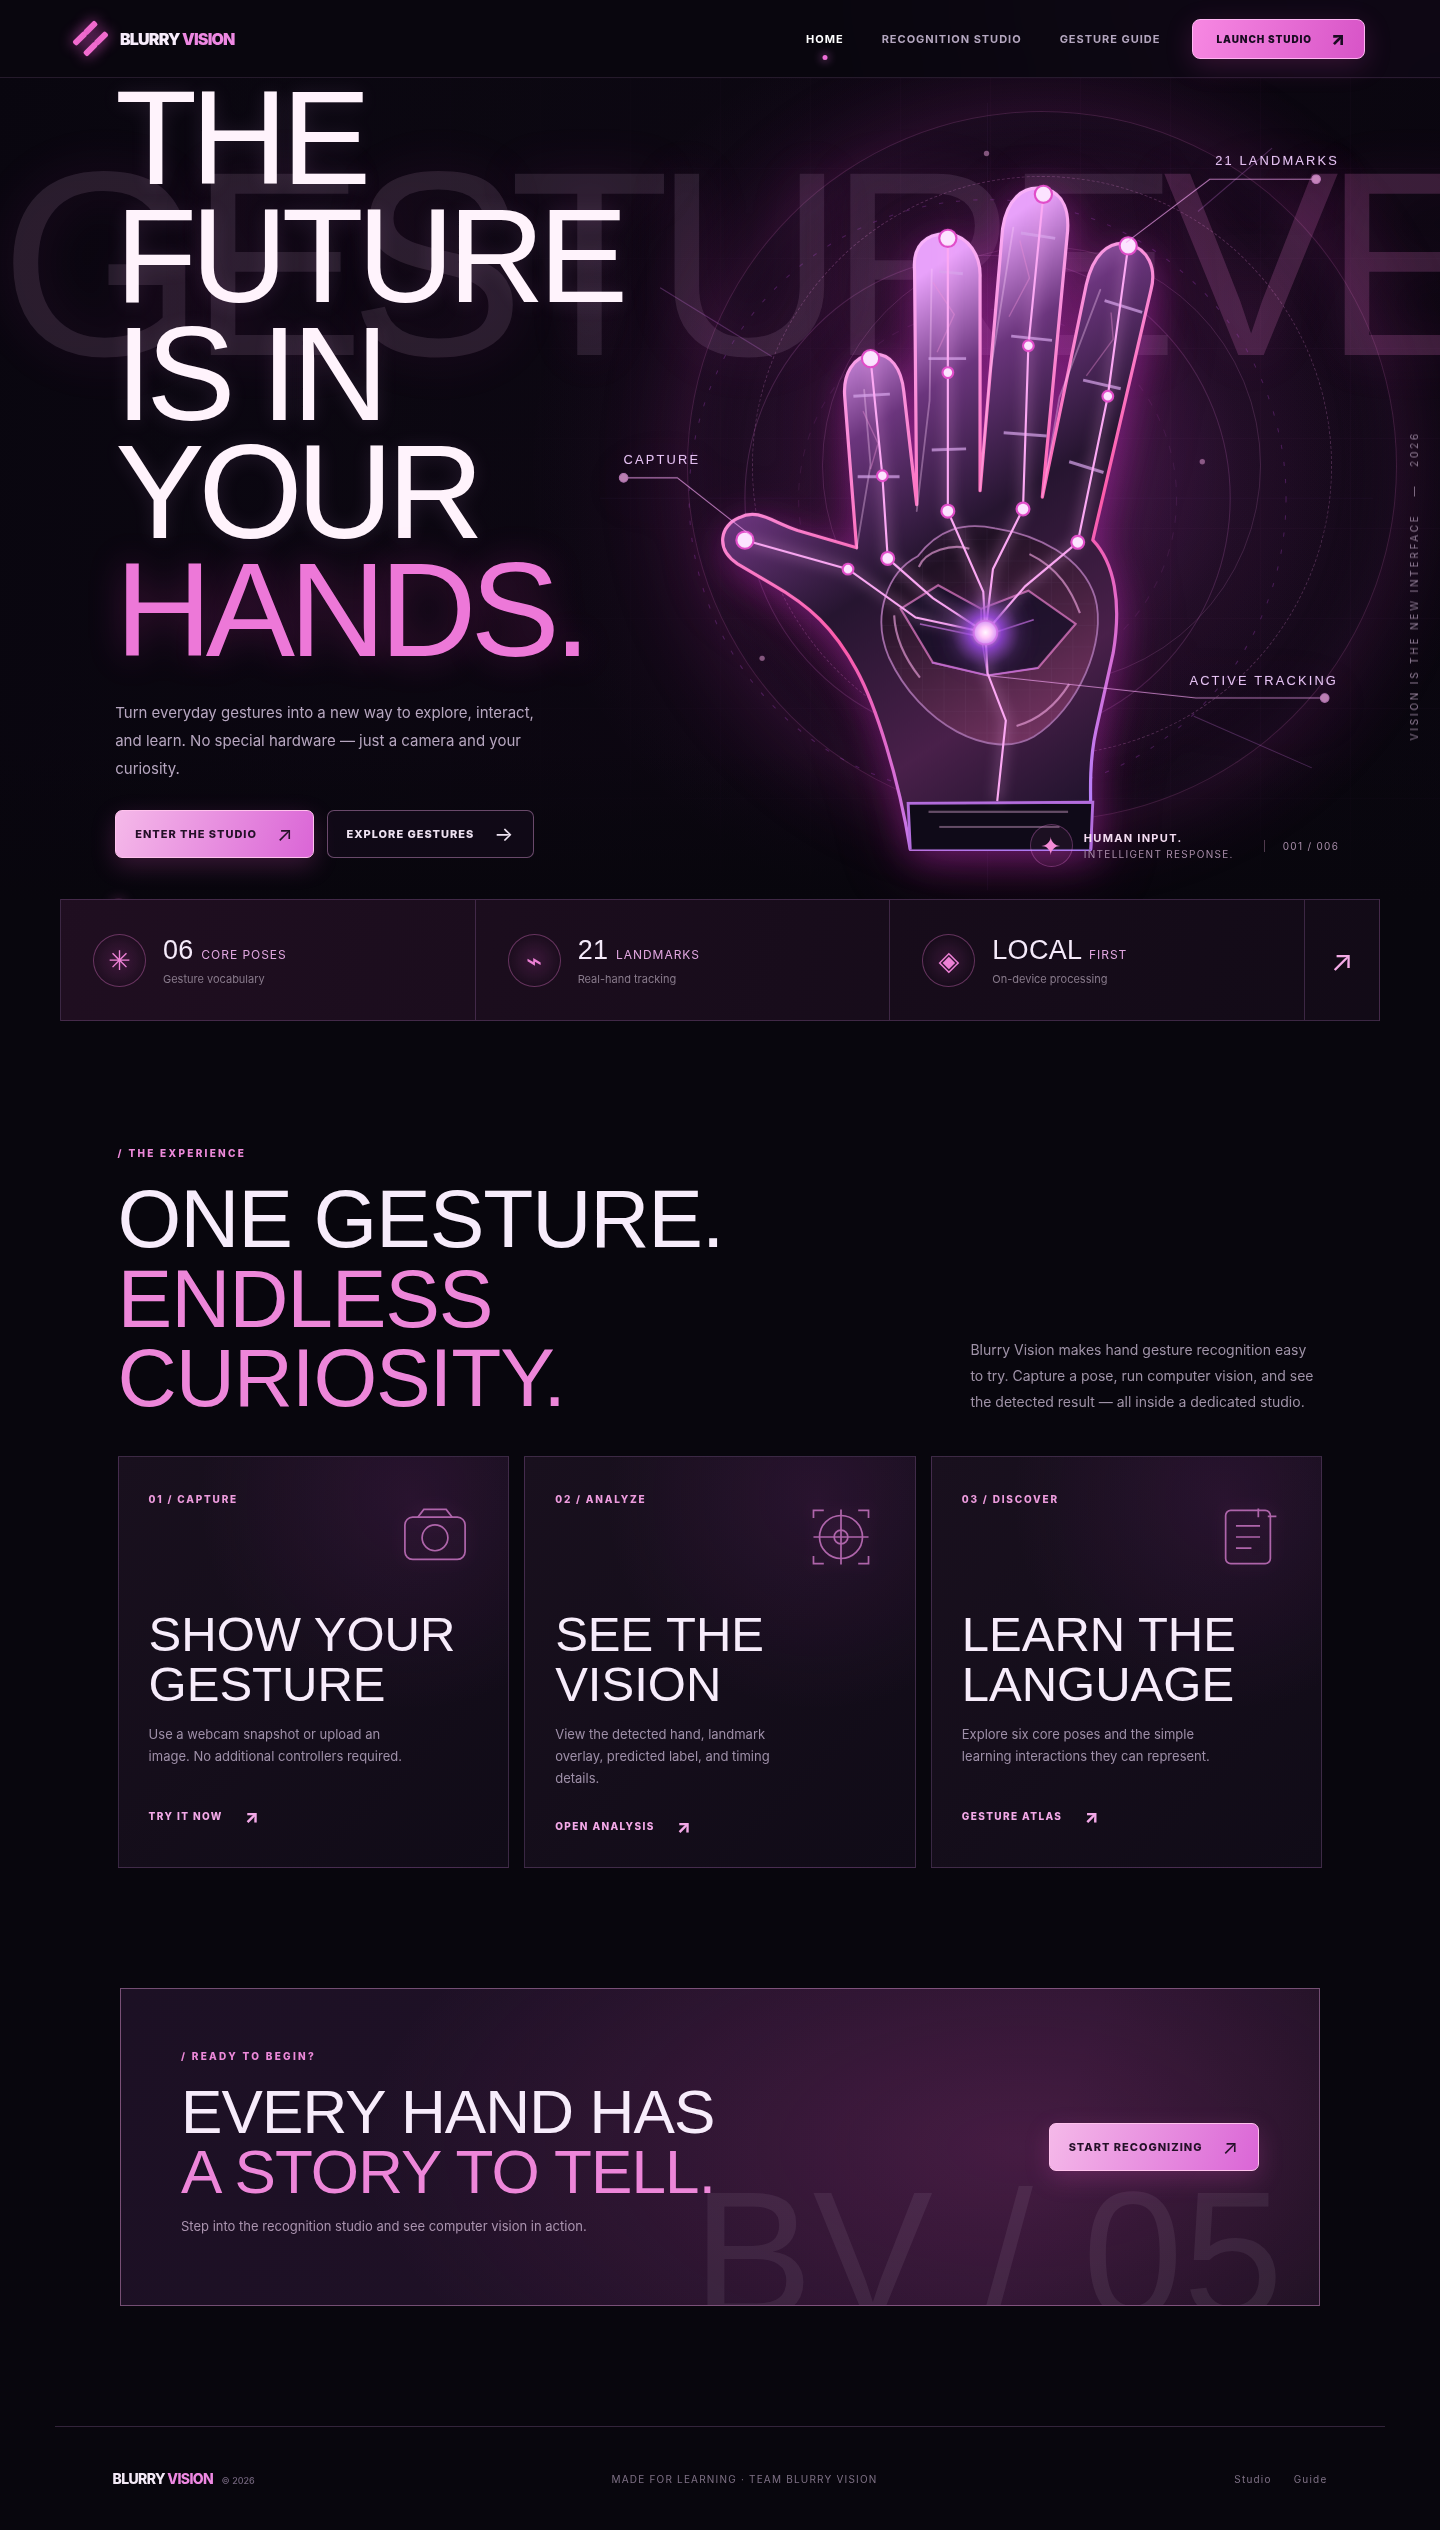 BLURRY VISION
HOME
RECOGNITION STUDIO
GESTURE GUIDE
LAUNCH STUDIO
THE
FUTURE
IS IN
YOUR
HANDS.
Turn everyday gestures into a new way to explore, interact,
and learn. No special hardware — just a camera and your
curiosity.
ENTER THE STUDIO
EXPLORE GESTURES
21 LANDMARKS
CAPTURE
ACTIVE TRACKING
VISION IS THE NEW INTERFACE — 2026
HUMAN INPUT.
INTELLIGENT RESPONSE.
001 / 006
06 CORE POSES
Gesture vocabulary
21 LANDMARKS
Real-hand tracking
LOCAL FIRST
On-device processing
/ THE EXPERIENCE
ONE GESTURE.
ENDLESS
CURIOSITY.
Blurry Vision makes hand gesture recognition easy
to try. Capture a pose, run computer vision, and see
the detected result — all inside a dedicated studio.
01 / CAPTURE
SHOW YOUR
GESTURE
Use a webcam snapshot or upload an
image. No additional controllers required.
TRY IT NOW
02 / ANALYZE
SEE THE
VISION
View the detected hand, landmark
overlay, predicted label, and timing
details.
OPEN ANALYSIS
03 / DISCOVER
LEARN THE
LANGUAGE
Explore six core poses and the simple
learning interactions they can represent.
GESTURE ATLAS
/ READY TO BEGIN?
EVERY HAND HAS
A STORY TO TELL.
Step into the recognition studio and see computer vision in action.
START RECOGNIZING
BV / 05
BLURRY VISION © 2026
MADE FOR LEARNING · TEAM BLURRY VISION
Studio
Guide